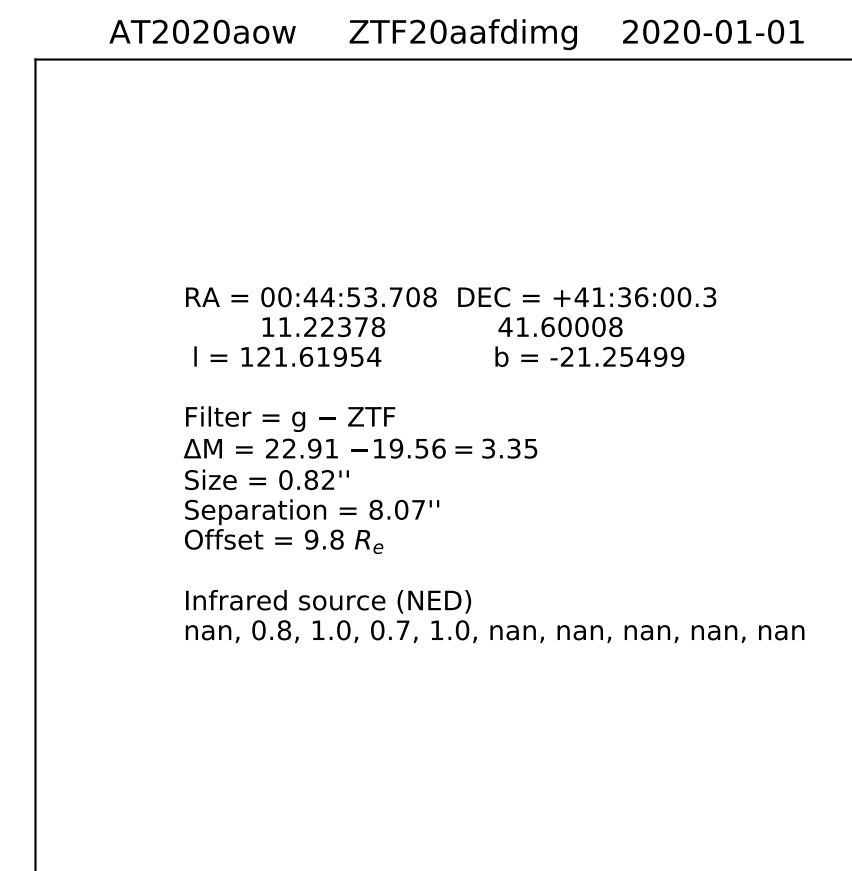 AT2020aow ZTF20aafdimg 2020-01-01
RA = 00:44:53.708 DEC = +41:36:00.3
11.22378 41.60008
l = 121.61954 b = -21.25499
Filter = g − ZTF
ΔM = 22.91 −19.56 = 3.35
Size = 0.82''
Separation = 8.07''
Offset = 9.8 Rₑ
Infrared source (NED)
nan, 0.8, 1.0, 0.7, 1.0, nan, nan, nan, nan, nan